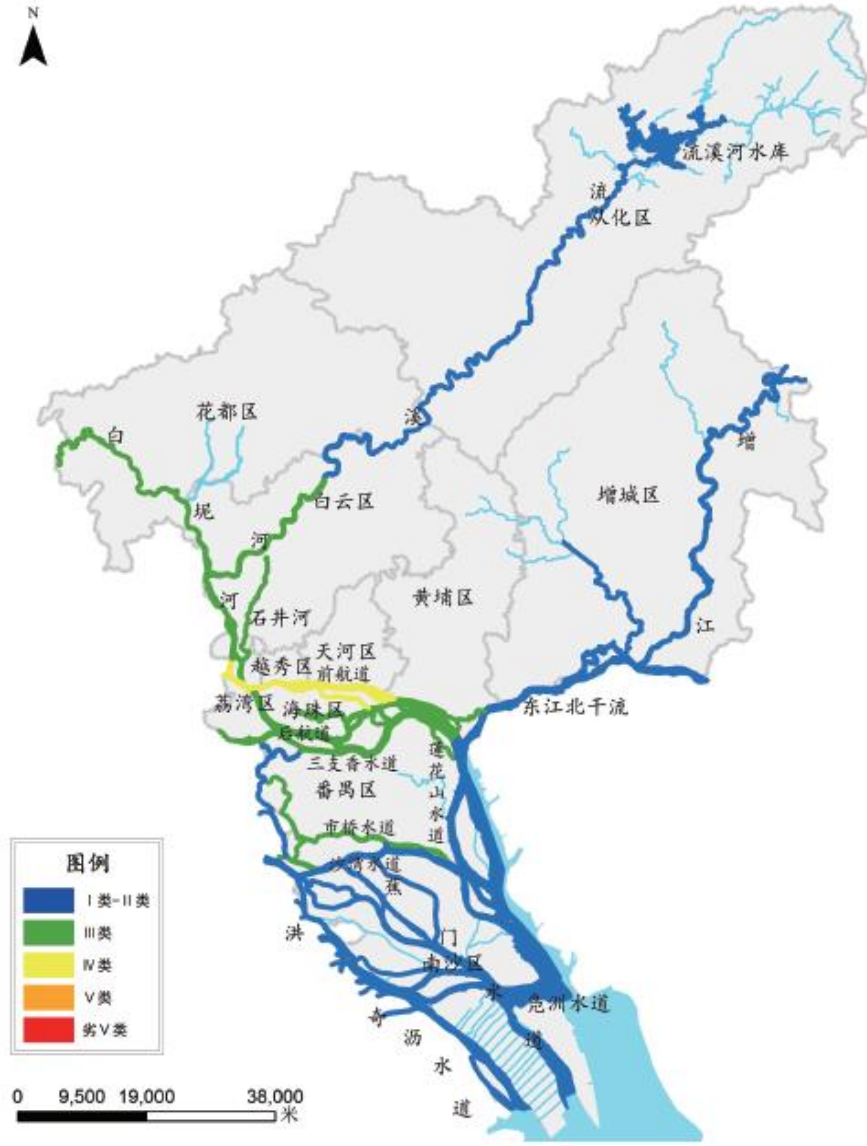 N
流溪河水库
流
从化区
溪
花都区
白
增
坭
白云区
增城区
河
黄埔区
河
石井河
江
天河区
越秀区
前航道
荔湾区
海珠区
东江北干流
后航道
莲花山水道
三支香水道
番禺区
市桥水道
沙湾水道
蕉
洪
门
南沙区
水
凫洲水道
奇
道
沥
水
道
图例
Ⅰ类-Ⅱ类
Ⅲ类
Ⅳ类
Ⅴ类
劣Ⅴ类
0 9,500 19,000 38,000
米